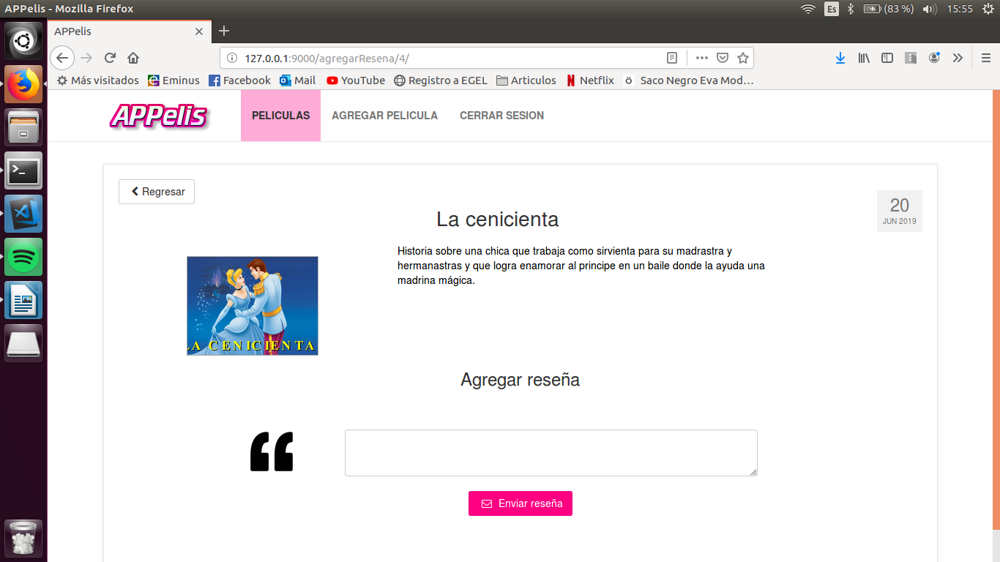 APPelis - Mozilla Firefox
Es
(83 %)
15:55
APPelis
127.0.0.1:9000/agregarResena/4/
Más visitados
Eminus
Facebook
Mail
YouTube
Registro a EGEL
Articulos
Netflix
Saco Negro Eva Mod…
APPelis
PELICULAS
AGREGAR PELICULA
CERRAR SESION
Regresar
20
JUN 2019
La cenicienta
Historia sobre una chica que trabaja como sirvienta para su madrastra y
hermanastras y que logra enamorar al principe en un baile donde la ayuda una
madrina mágica.
LA CENICIENTA
Agregar reseña
Enviar reseña